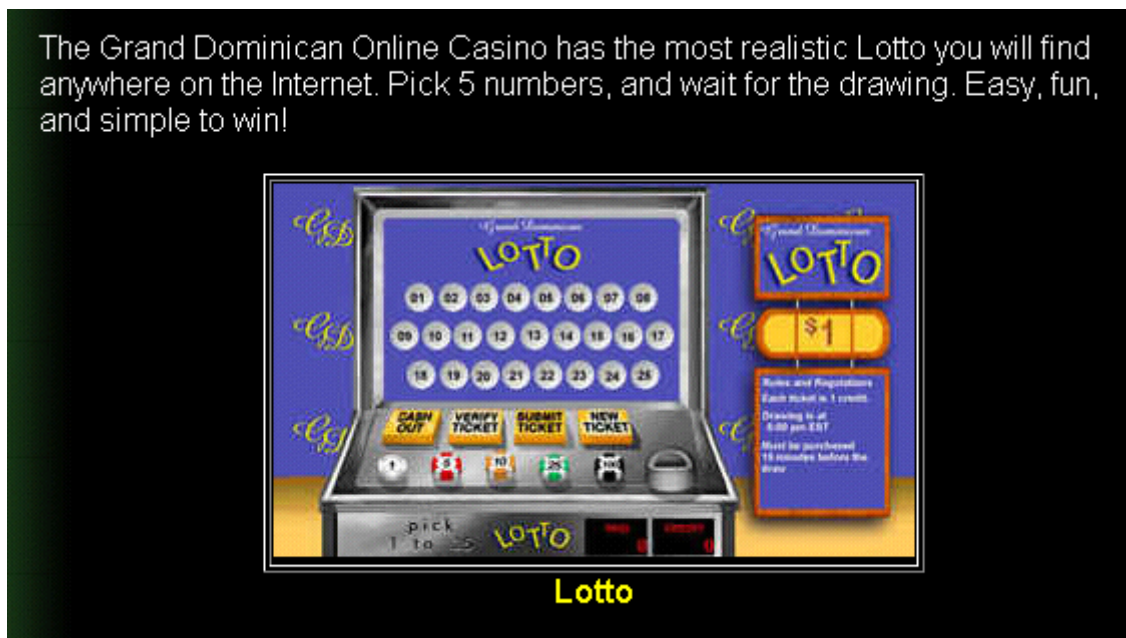 The Grand Dominican Online Casino has the most realistic Lotto you will find
anywhere on the Internet. Pick 5 numbers, and wait for the drawing. Easy, fun,
and simple to win!
Grand Dominican
LOTTO
01 02 03 04 05 06 07 08
09 10 11 12 13 14 15 16 17
18 19 20 21 22 23 24 25
CASH OUT
VERIFY TICKET
SUBMIT TICKET
NEW TICKET
1 5 10 25 100
pick
1 to 25
LOTTO
0
CREDIT
0
Grand Dominican
LOTTO
$1
Rules and Regulations
Each ticket is 1 credit.
Drawing is at
pm EST
Must be purchased
15 minutes before the
draw
Lotto